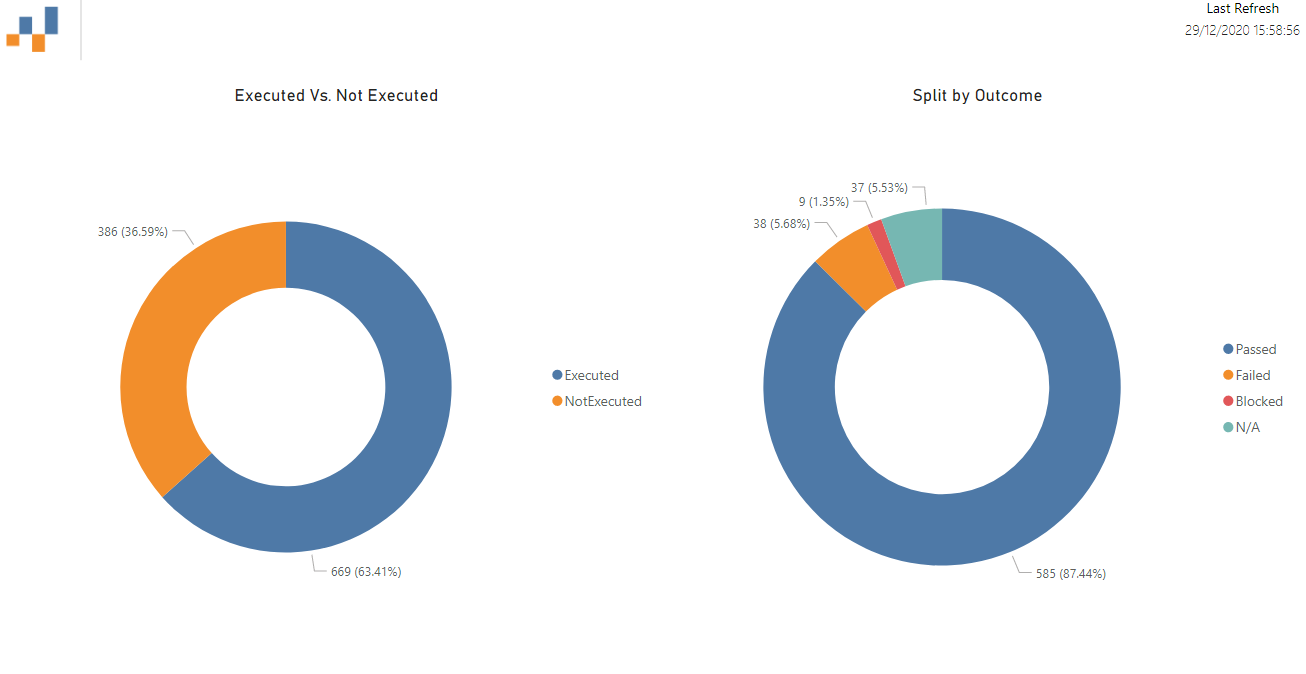 Last Refresh
29/12/2020 15:58:56
Executed Vs. Not Executed
386 (36.59%)
669 (63.41%)
Executed
NotExecuted
Split by Outcome
37 (5.53%)
9 (1.35%)
38 (5.68%)
585 (87.44%)
Passed
Failed
Blocked
N/A